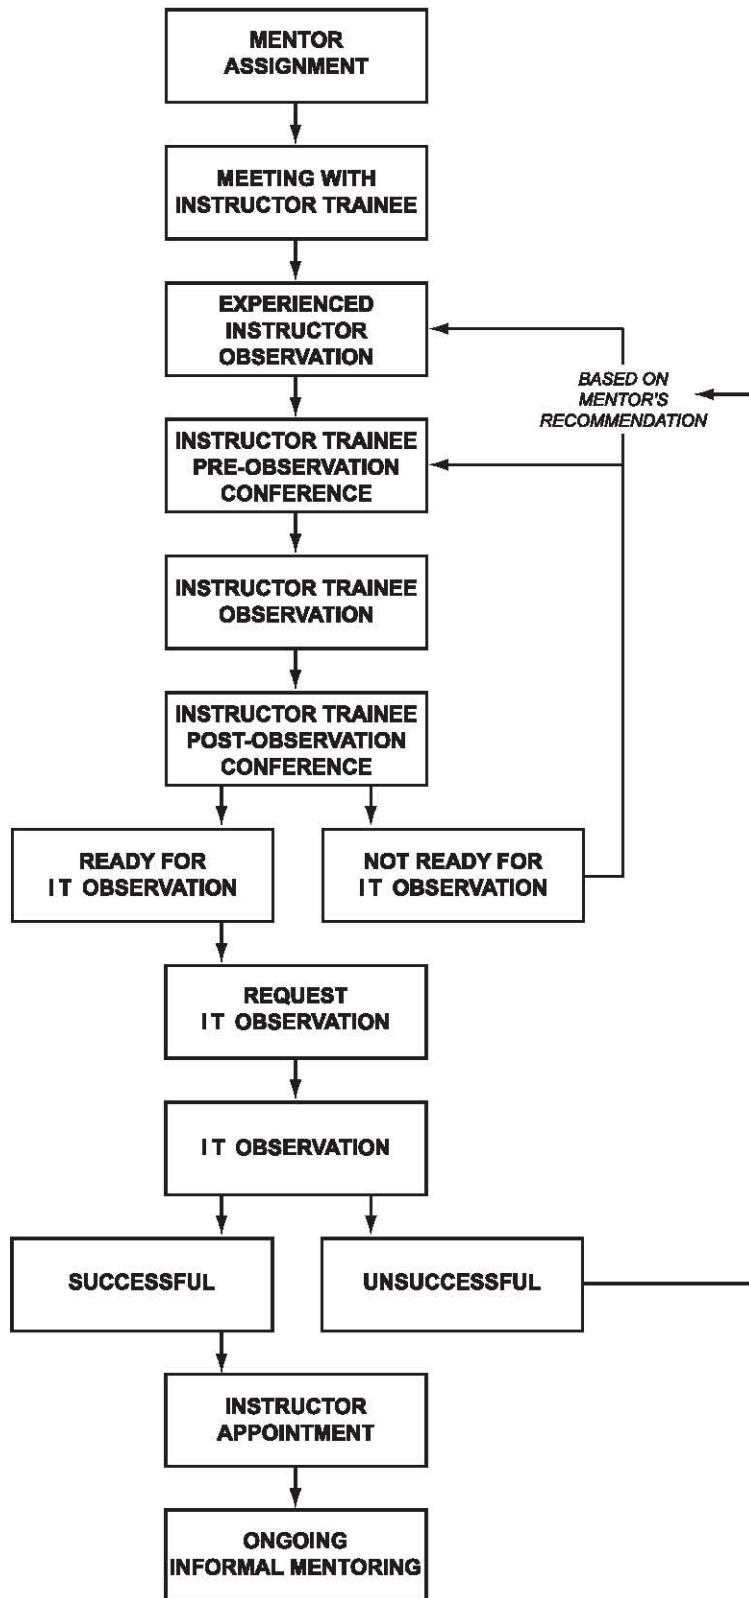 MENTOR
ASSIGNMENT
MEETING WITH
INSTRUCTOR TRAINEE
EXPERIENCED
INSTRUCTOR
OBSERVATION
BASED ON
MENTOR'S
RECOMMENDATION
INSTRUCTOR TRAINEE
PRE-OBSERVATION
CONFERENCE
INSTRUCTOR TRAINEE
OBSERVATION
INSTRUCTOR TRAINEE
POST-OBSERVATION
CONFERENCE
READY FOR
IT OBSERVATION
NOT READY FOR
IT OBSERVATION
REQUEST
IT OBSERVATION
IT OBSERVATION
SUCCESSFUL
UNSUCCESSFUL
INSTRUCTOR
APPOINTMENT
ONGOING
INFORMAL MENTORING